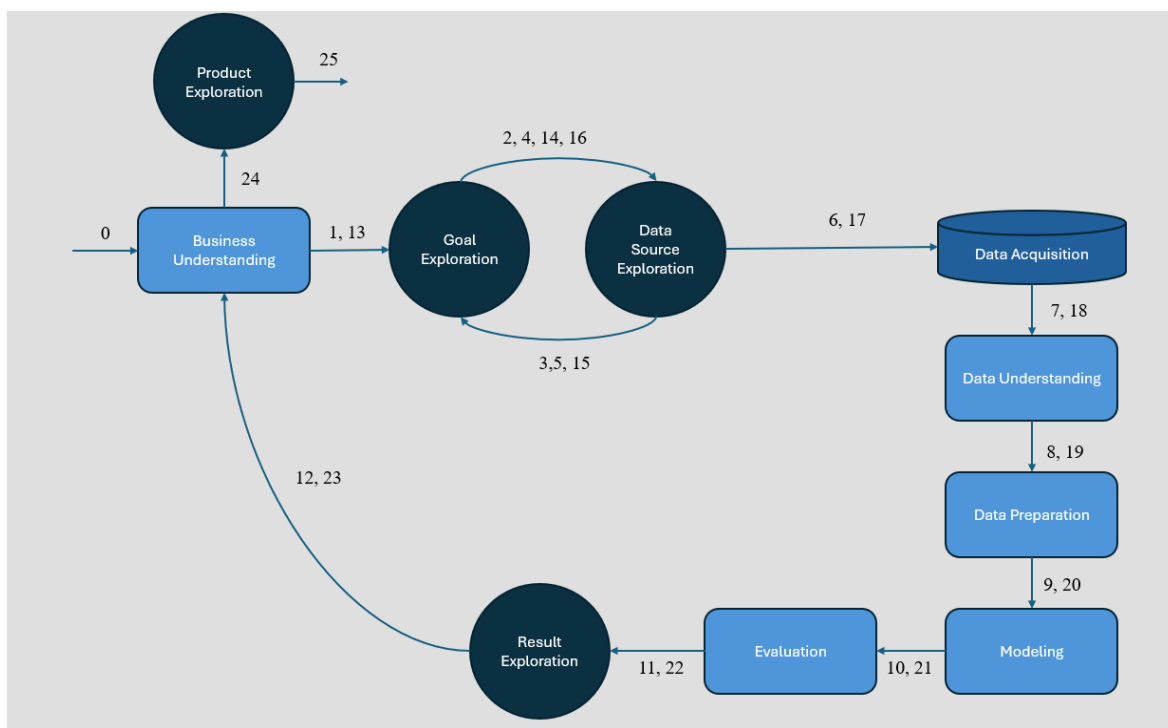 Product
Exploration
25
24
2, 4, 14, 16
0
Business
Understanding
1, 13
Goal
Exploration
Data
Source
Exploration
6, 17
Data Acquisition
7, 18
3,5, 15
Data Understanding
8, 19
12, 23
Data Preparation
9, 20
Result
Exploration
11, 22
Evaluation
10, 21
Modeling